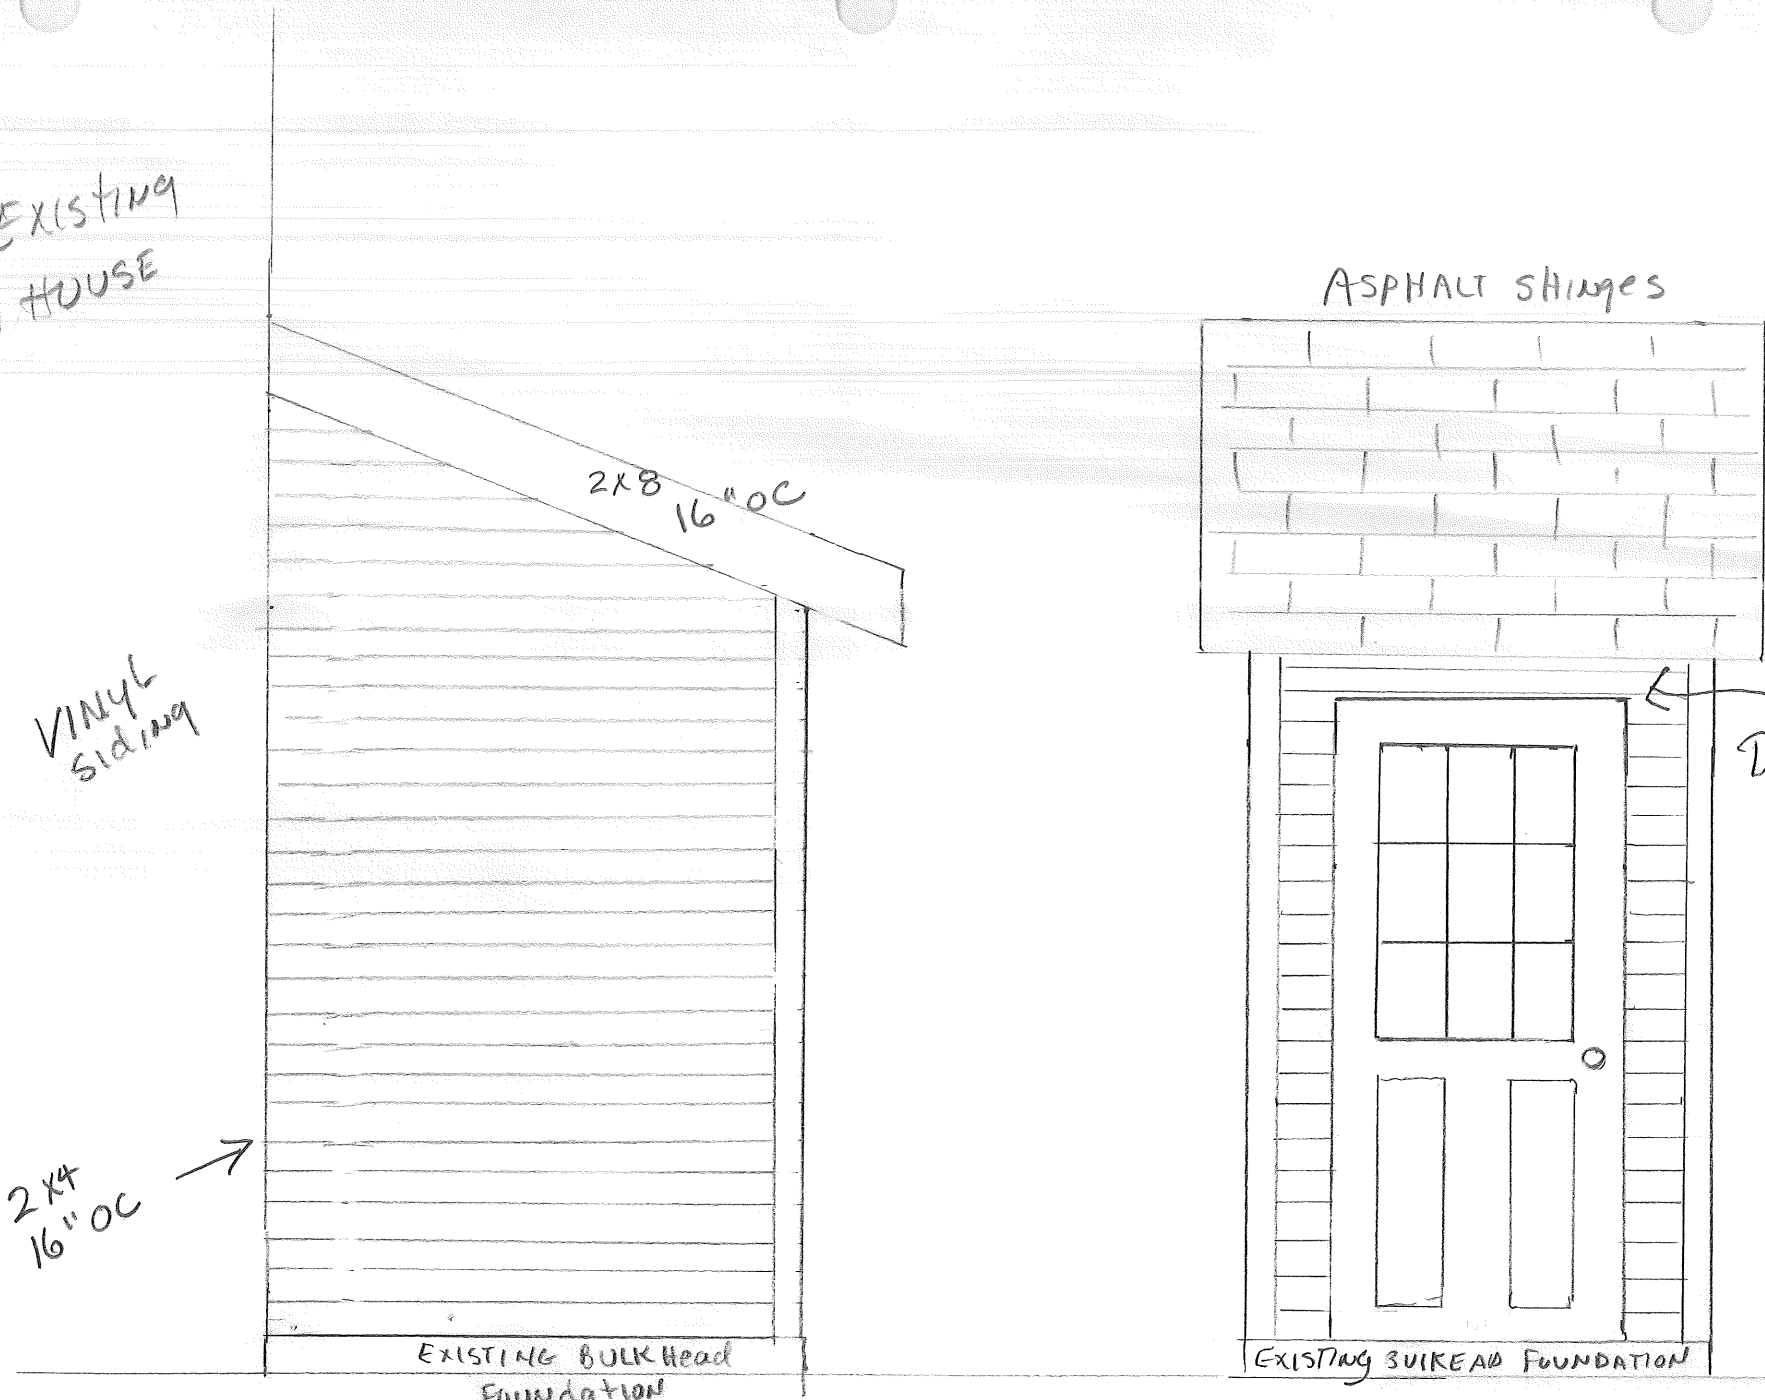 EXISTING
HOUSE
ASPHALT SHINGES
2X8
16" OC
VINYL
SIDING
2X4
16" OC
EXISTING BULKHEAD
FOUNDATION
EXISTING BULKEAD FOUNDATION